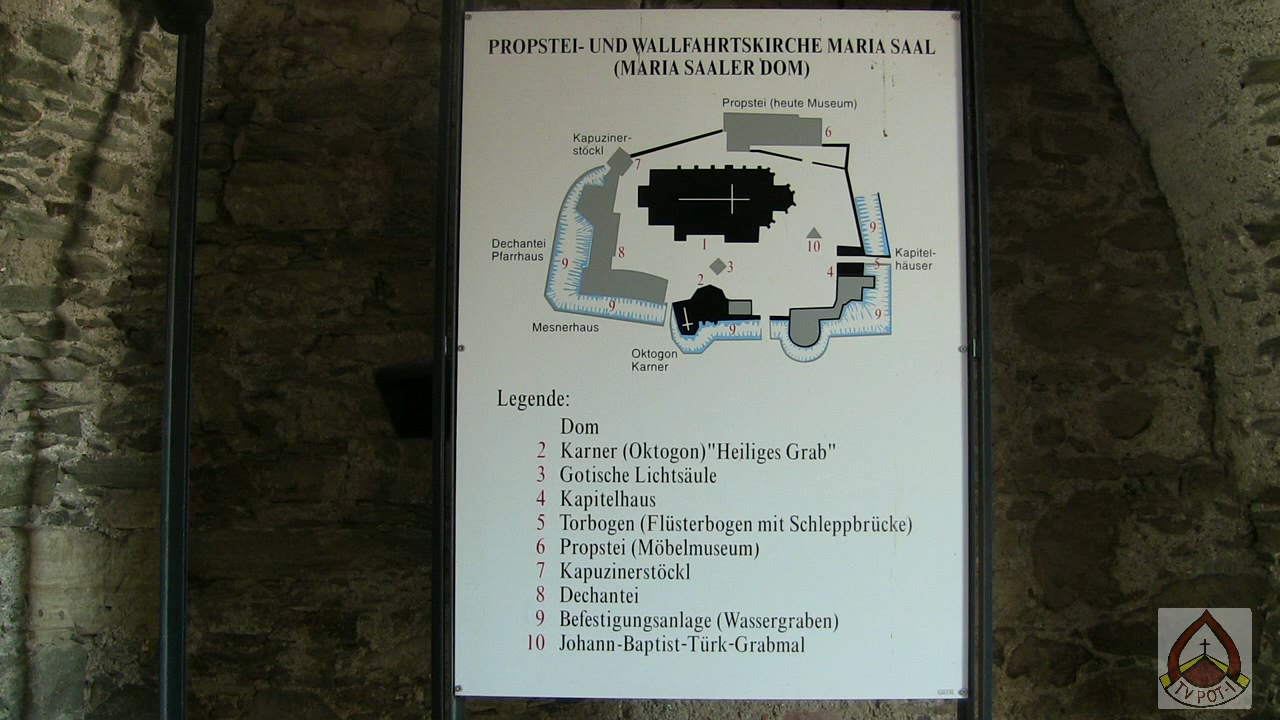 PROPSTEI- UND WALLFAHRTSKIRCHE MARIA SAAL
(MARIA SAALER DOM)
Propstei (heute Museum)
6
Kapuziner-
stöckl
7
9
Dechantei
Pfarrhaus
8
1
10
Kapitel-
häuser
9
3
5
4
2
9
9
9
Mesnerhaus
Oktogon
Karner
Legende:
Dom
2 Karner (Oktogon)"Heiliges Grab"
3 Gotische Lichtsäule
4 Kapitelhaus
5 Torbogen (Flüsterbogen mit Schleppbrücke)
6 Propstei (Möbelmuseum)
7 Kapuzinerstöckl
8 Dechantei
9 Befestigungsanlage (Wassergraben)
10 Johann-Baptist-Türk-Grabmal
TV POT-I